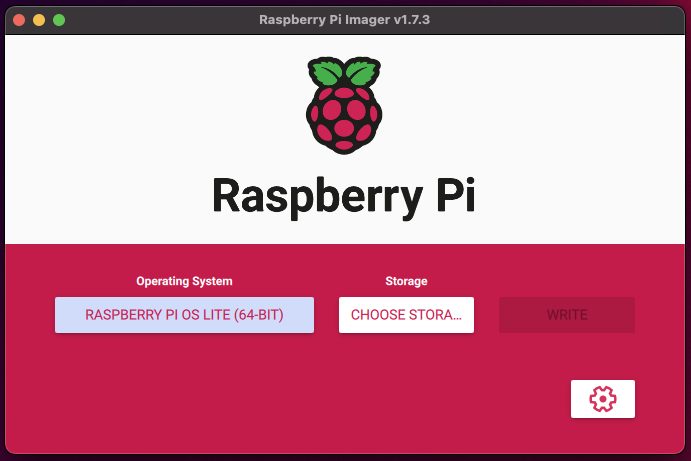 Raspberry Pi Imager v1.7.3
Raspberry Pi
Operating System
Storage
RASPBERRY PI OS LITE (64-BIT)
CHOOSE STORA...
WRITE